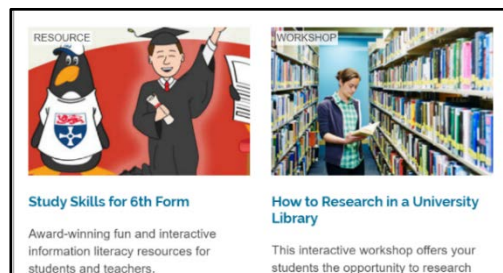 RESOURCE
Study Skills for 6th Form
Award-winning fun and interactive
information literacy resources for
students and teachers.
WORKSHOP
How to Research in a University
Library
This interactive workshop offers your
students the opportunity to research